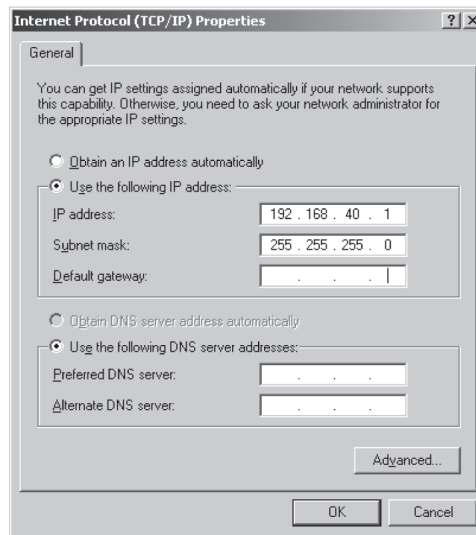 Internet Protocol (TCP/IP) Properties ? X
General
You can get IP settings assigned automatically if your network supports
this capability. Otherwise, you need to ask your network administrator for
the appropriate IP settings.
Obtain an IP address automatically
Use the following IP address:
IP address: 192 . 168 . 40 . 1
Subnet mask: 255 . 255 . 255 . 0
Default gateway: . . .
Obtain DNS server address automatically
Use the following DNS server addresses:
Preferred DNS server: . . .
Alternate DNS server: . . .
Advanced...
OK Cancel